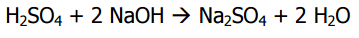 H₂SO₄ + 2 NaOH → Na₂SO₄ + 2 H₂O